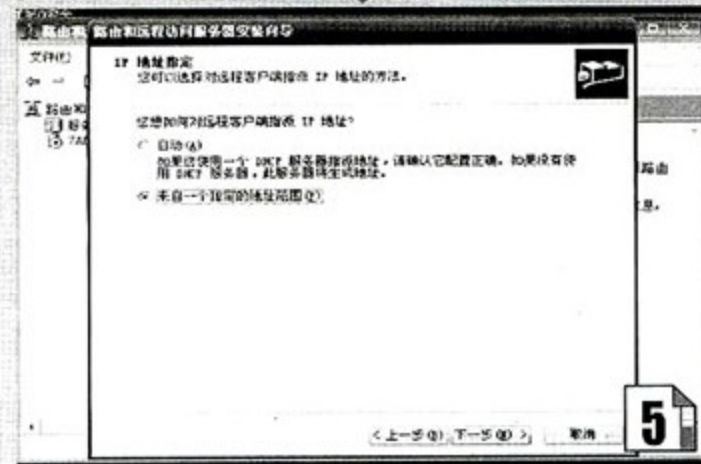 路由和远程访问服务器安装向导
文件(F)
IP 地址指定
您可以选择对远程客户端指派 IP 地址的方法。
路由和
您想如何对远程客户端指派 IP 地址?
自动(A)
如果您使用一个 DHCP 服务器指派地址,请确认它配置正确。如果没有使
用 DHCP 服务器,此服务器将生成地址。
来自一个指定的地址范围(F)
路由
息。
<上一步(B) 下一步(N)> 取消
5